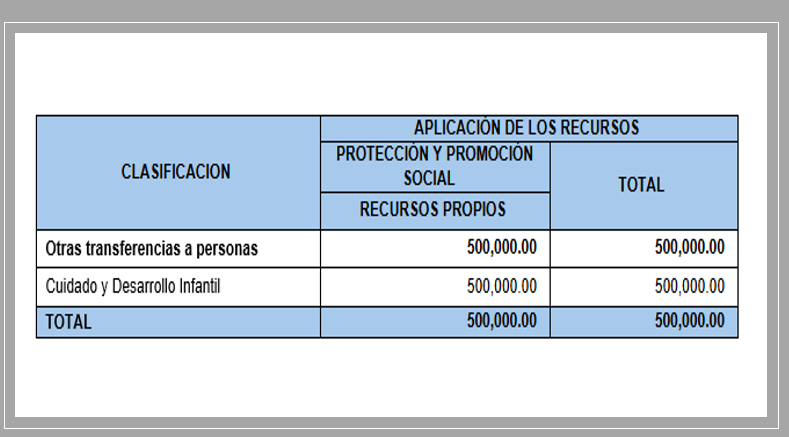 CLASIFICACION
APLICACIÓN DE LOS RECURSOS
PROTECCIÓN Y PROMOCIÓN
SOCIAL
TOTAL
RECURSOS PROPIOS
Otras transferencias a personas 500,000.00 500,000.00
Cuidado y Desarrollo Infantil 500,000.00 500,000.00
TOTAL 500,000.00 500,000.00